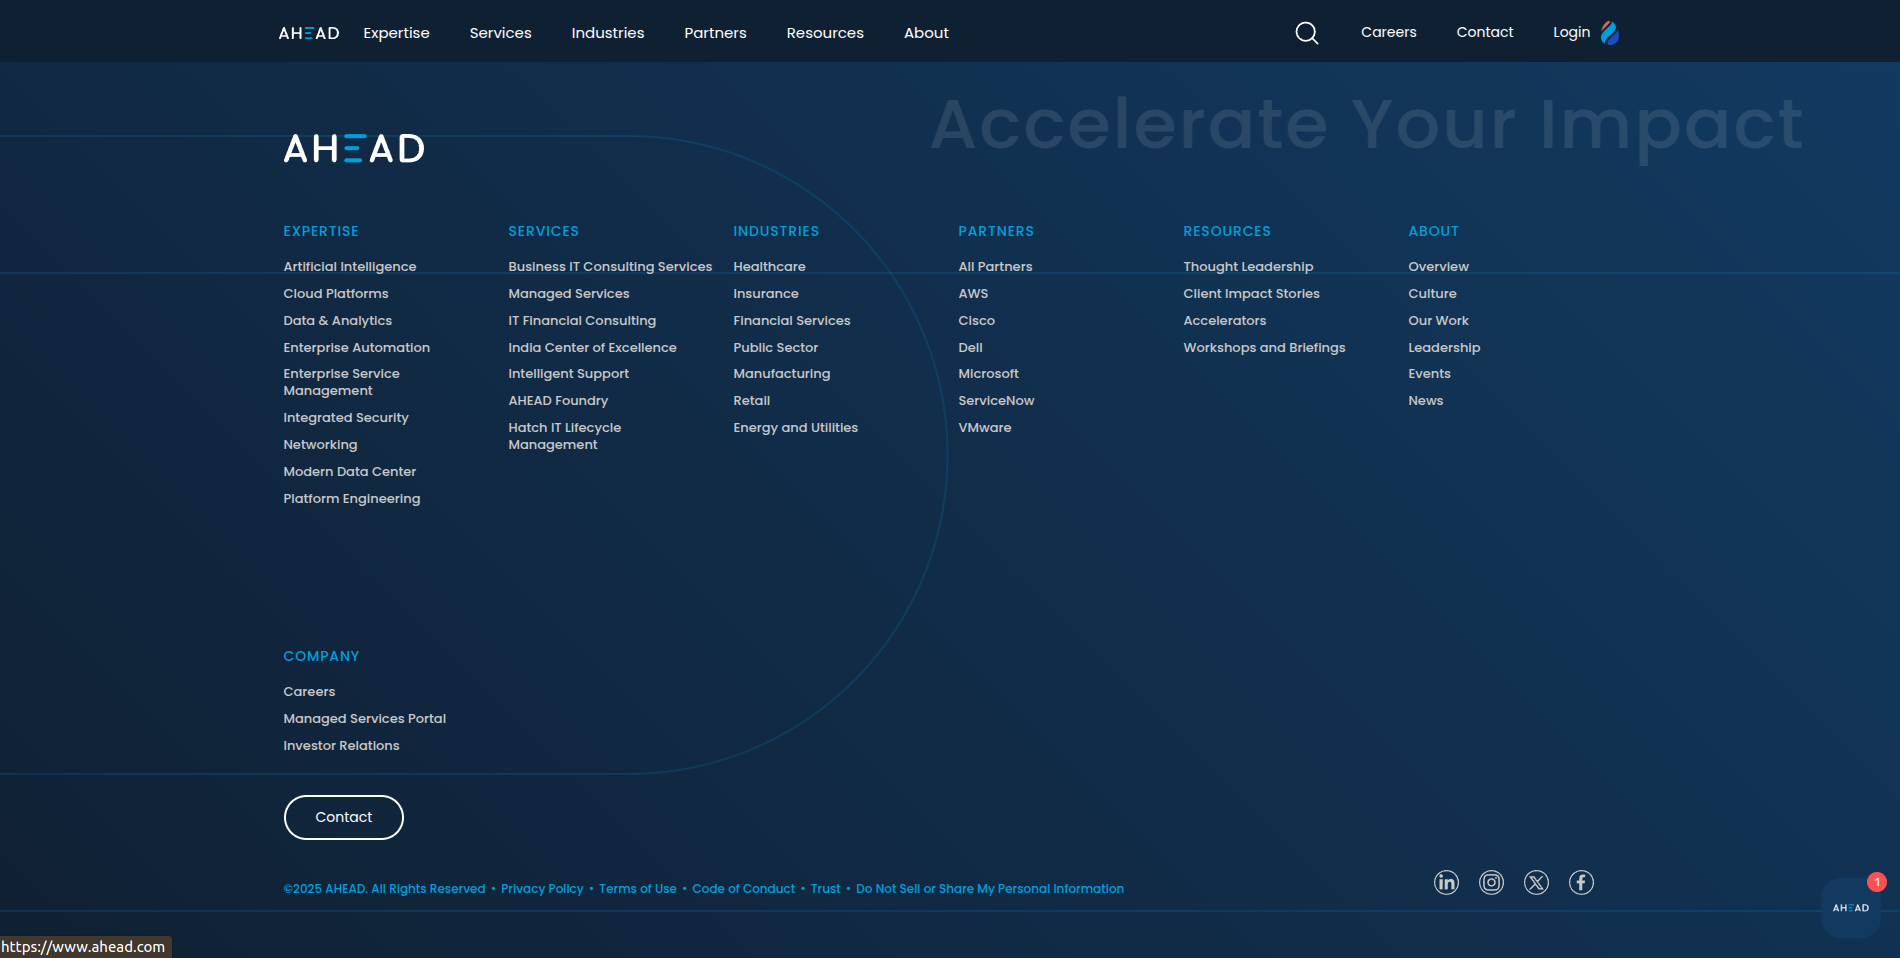 AHEAD Expertise Services Industries Partners Resources About Careers Contact Login
Accelerate Your Impact
AHEAD
EXPERTISE
Artificial Intelligence
Cloud Platforms
Data & Analytics
Enterprise Automation
Enterprise Service
Management
Integrated Security
Networking
Modern Data Center
Platform Engineering
SERVICES
Business IT Consulting Services
Managed Services
IT Financial Consulting
India Center of Excellence
Intelligent Support
AHEAD Foundry
Hatch IT Lifecycle
Management
INDUSTRIES
Healthcare
Insurance
Financial Services
Public Sector
Manufacturing
Retail
Energy and Utilities
PARTNERS
All Partners
AWS
Cisco
Dell
Microsoft
ServiceNow
VMware
RESOURCES
Thought Leadership
Client Impact Stories
Accelerators
Workshops and Briefings
ABOUT
Overview
Culture
Our Work
Leadership
Events
News
COMPANY
Careers
Managed Services Portal
Investor Relations
Contact
©2025 AHEAD. All Rights Reserved • Privacy Policy • Terms of Use • Code of Conduct • Trust • Do Not Sell or Share My Personal Information
in X f
1
AHEAD
https://www.ahead.com